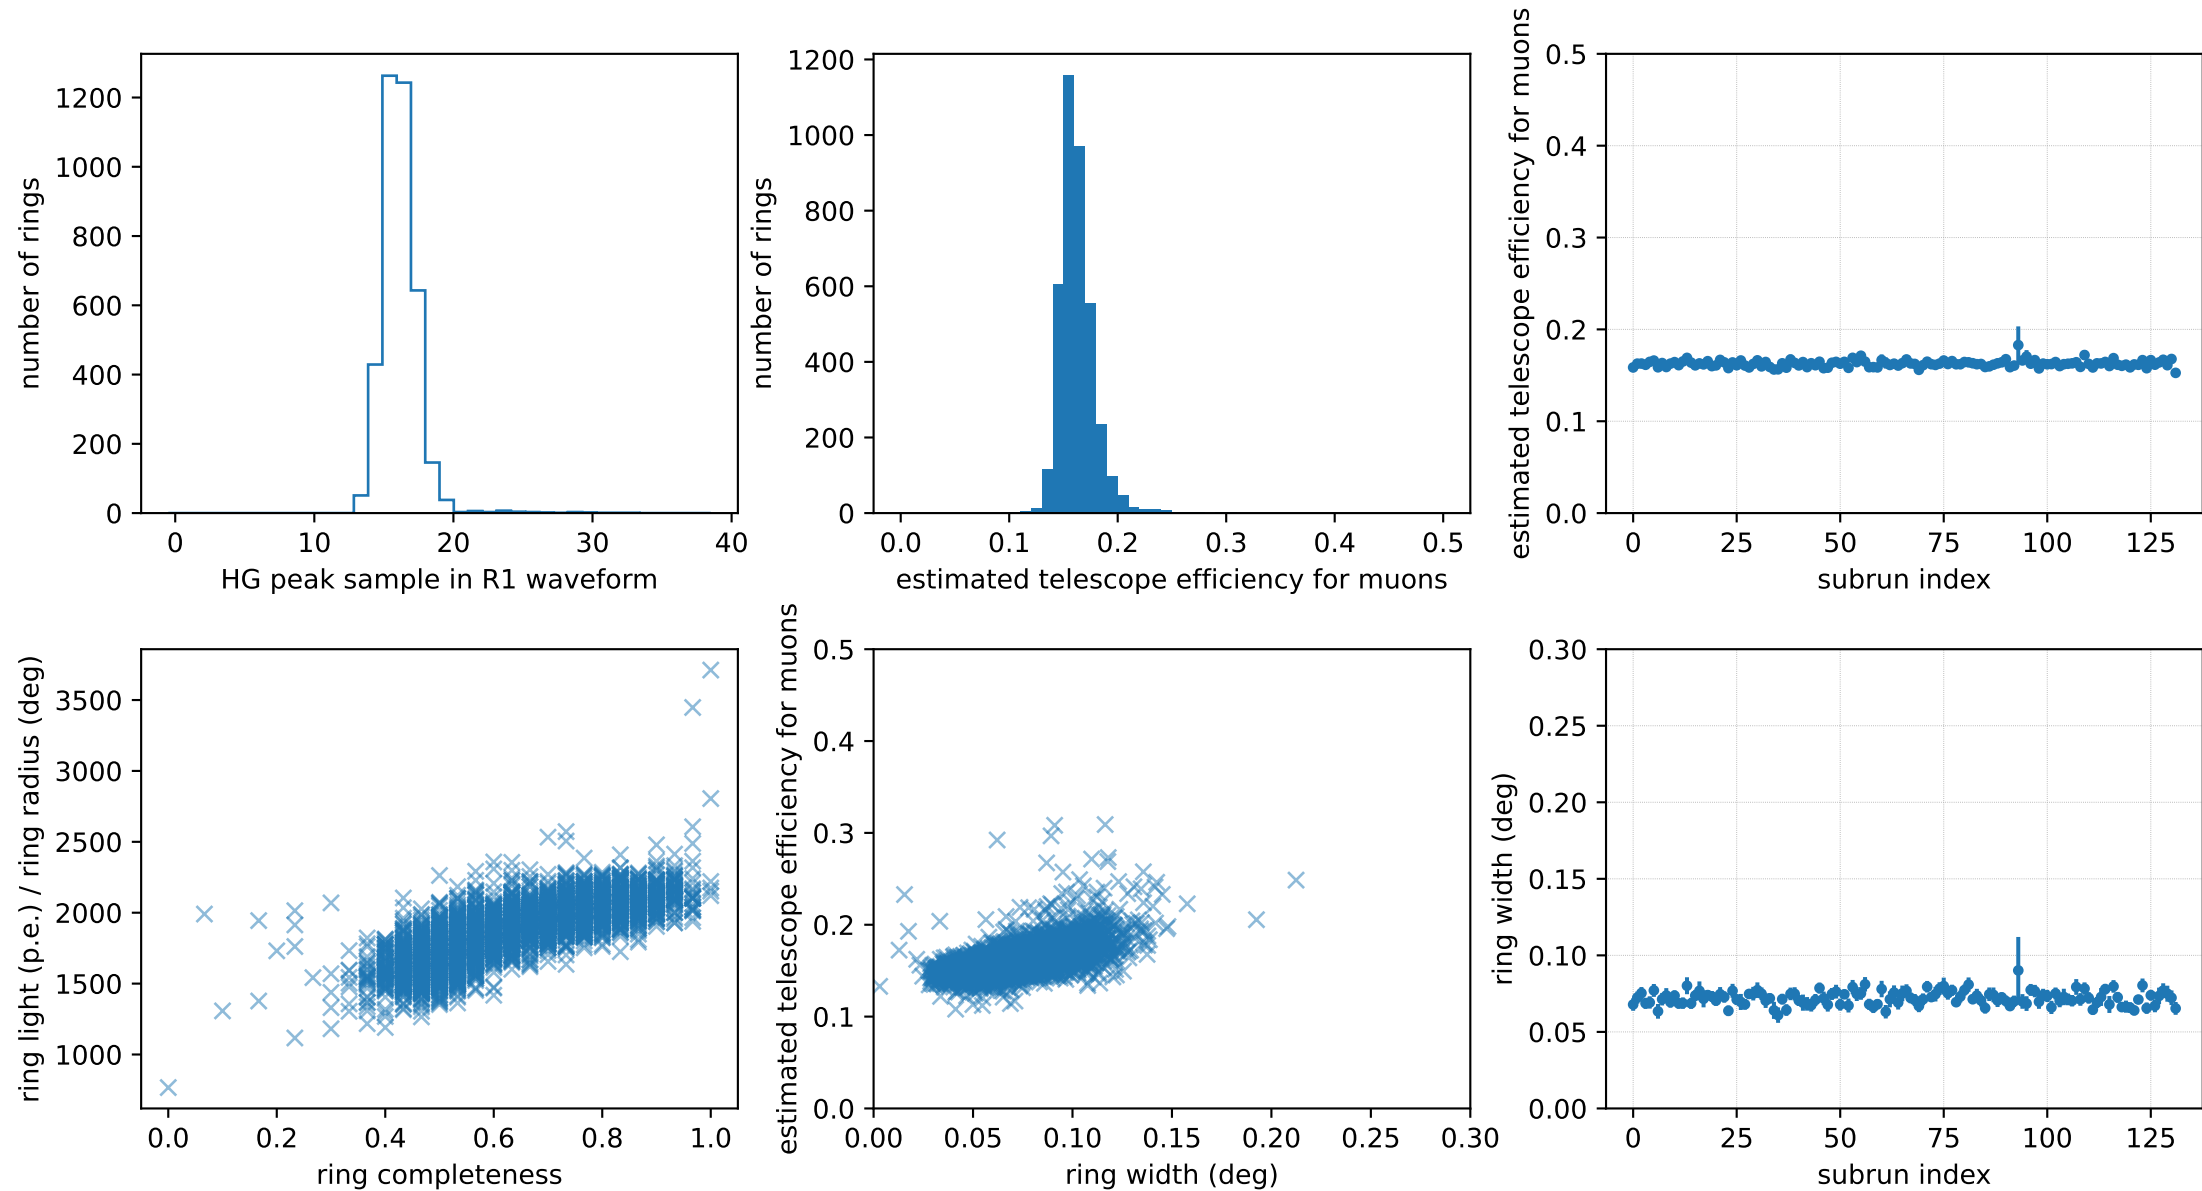 number of rings
1200
1000
800
600
400
200
0
0 10 20 30 40
HG peak sample in R1 waveform
number of rings
1200
1000
800
600
400
200
0
0.0 0.1 0.2 0.3 0.4 0.5
estimated telescope efficiency for muons
estimated telescope efficiency for muons
0.5
0.4
0.3
0.2
0.1
0.0
0 25 50 75 100 125
subrun index
ring light (p.e.) / ring radius (deg)
3500
3000
2500
2000
1500
1000
0.0 0.2 0.4 0.6 0.8 1.0
ring completeness
estimated telescope efficiency for muons
0.5
0.4
0.3
0.2
0.1
0.0
0.00 0.05 0.10 0.15 0.20 0.25 0.30
ring width (deg)
ring width (deg)
0.30
0.25
0.20
0.15
0.10
0.05
0.00
0 25 50 75 100 125
subrun index